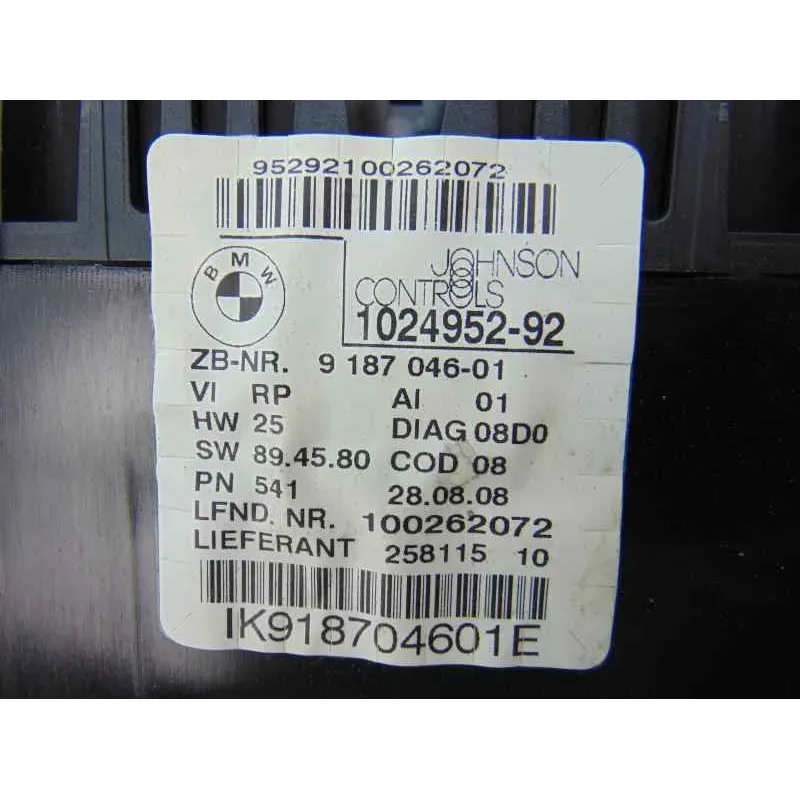 95292100262072
BMW
JOHNSON
CONTROLS
1024952-92
ZB-NR. 9 187 046-01
VI RP AI 01
HW 25 DIAG 08D0
SW 89.45.80 COD 08
PN 541 28.08.08
LFND. NR. 100262072
LIEFERANT 258115 10
IK918704601E